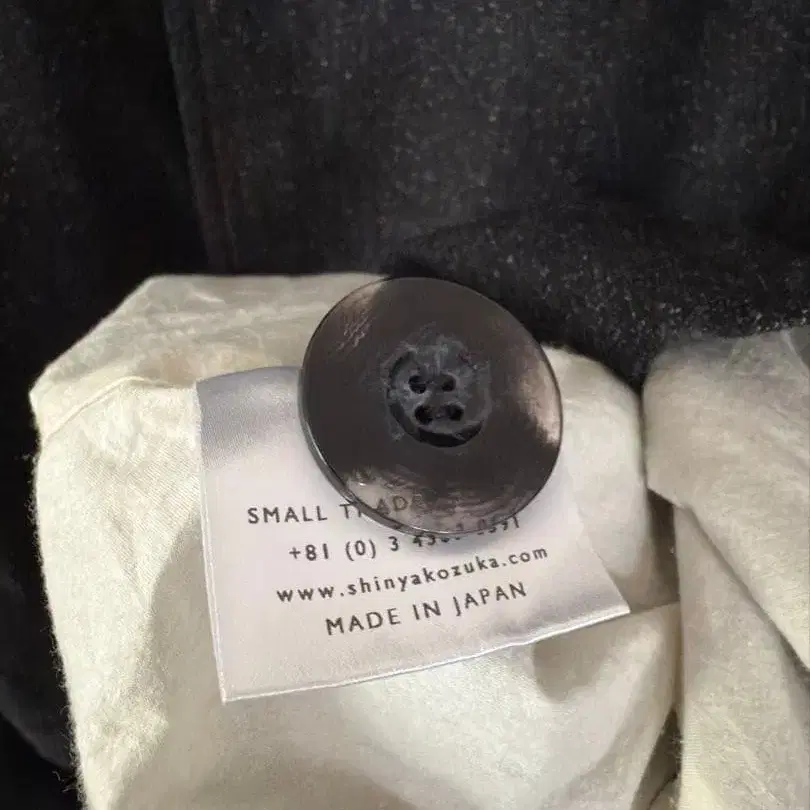 SMALL
+81 (0) 3
www.shinyakozuka.com
MADE IN JAPAN